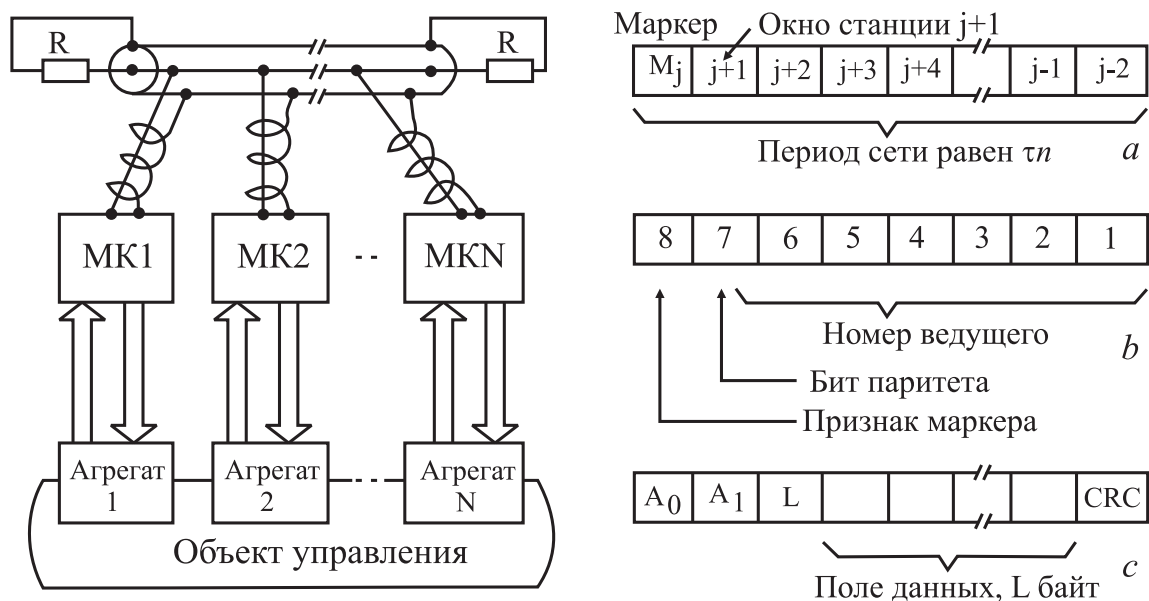 R
R
МК1
МК2
- -
МКN
Агрегат
1
Агрегат
2
Агрегат
N
Объект управления
Маркер
Окно станции j+1
Mj j+1 j+2 j+3 j+4 j-1 j-2
Период сети равен τn
a
8 7 6 5 4 3 2 1
Номер ведущего
b
Бит паритета
Признак маркера
A0 A1 L CRC
c
Поле данных, L байт